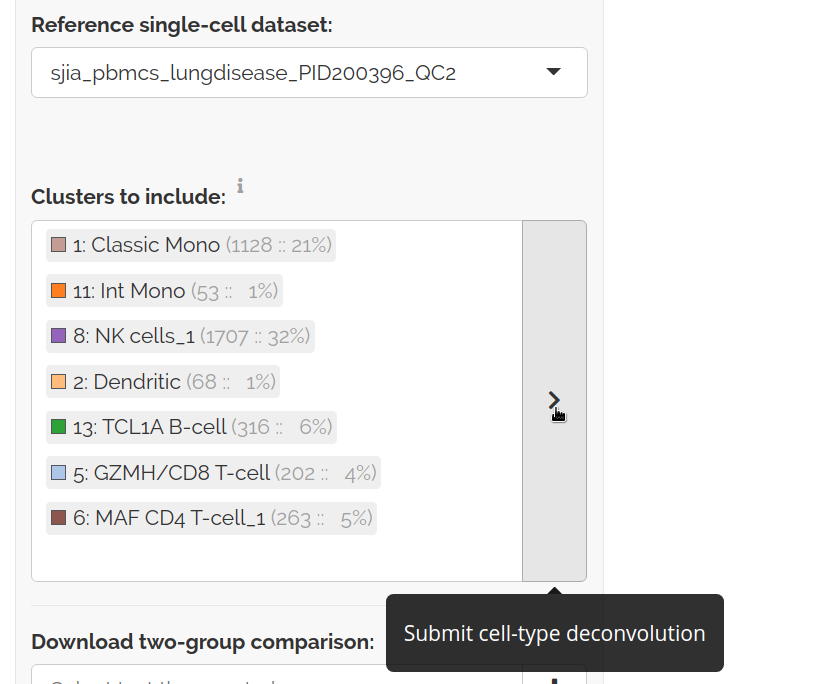 Reference single-cell dataset:
sjia_pbmcs_lungdisease_PID200396_QC2
Clusters to include: i
1: Classic Mono (1128 :: 21%)
11: Int Mono (53 :: 1%)
8: NK cells_1 (1707 :: 32%)
2: Dendritic (68 :: 1%)
13: TCL1A B-cell (316 :: 6%)
5: GZMH/CD8 T-cell (202 :: 4%)
6: MAF CD4 T-cell_1 (263 :: 5%)
Submit cell-type deconvolution
Download two-group comparison: